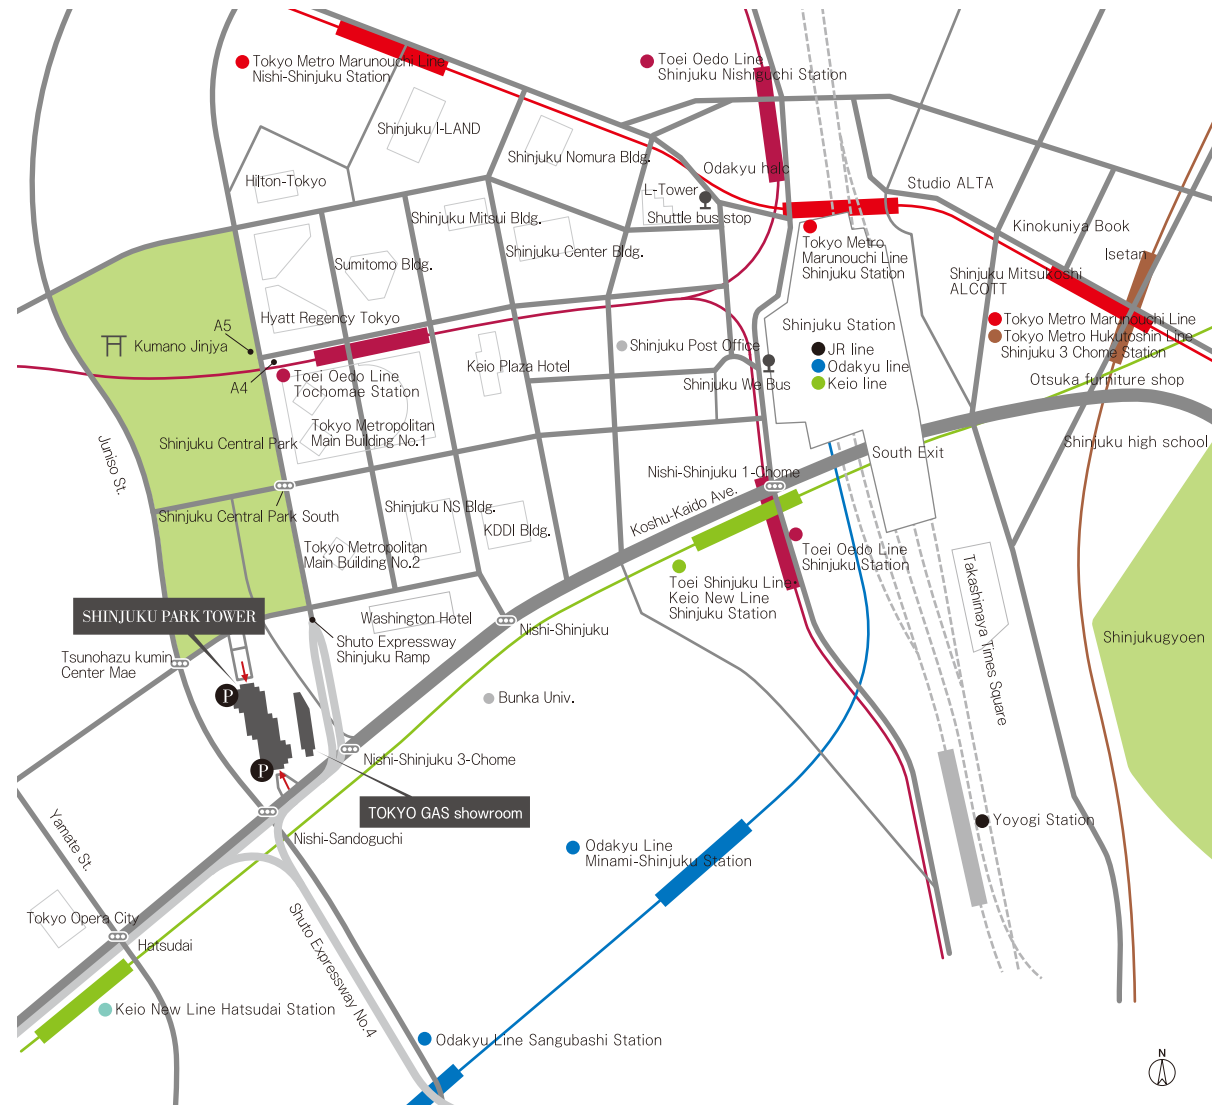 Tokyo Metro Marunouchi Line
Nishi-Shinjuku Station
Toei Oedo Line
Shinjuku Nishiguchi Station
Shinjuku I-LAND
Shinjuku Nomura Bldg.
Odakyu halc
Hilton-Tokyo
L-Tower
Studio ALTA
Shinjuku Mitsui Bldg.
Shuttle bus stop
Kinokuniya Book
Tokyo Metro
Marunouchi Line
Shinjuku Station
Shinjuku Center Bldg.
Isetan
Sumitomo Bldg.
Shinjuku Mitsukoshi
ALCOTT
Hyatt Regency Tokyo
Tokyo Metro Marunouchi Line
Tokyo Metro Hukutoshin Line
Shinjuku 3 Chome Station
A5
Kumano Jinjya
Shinjuku Station
JR line
Odakyu line
Keio line
Shinjuku Post Office
Keio Plaza Hotel
A4
Toei Oedo Line
Tochomae Station
Shinjuku We Bus
Otsuka furniture shop
Tokyo Metropolitan
Main Building No.1
Juniso St.
Shinjuku Central Park
Shinjuku high school
South Exit
Nishi-Shinjuku 1-Chome
Koshu-Kaido Ave.
Shinjuku NS Bldg.
Shinjuku Central Park South
KDDI Bldg.
Tokyo Metropolitan
Main Building No.2
Toei Oedo Line
Shinjuku Station
Toei Shinjuku Line·
Keio New Line
Shinjuku Station
Takashimaya Times Square
SHINJUKU PARK TOWER
Washington Hotel
Nishi-Shinjuku
Shinjukugyoen
Shuto Expressway
Shinjuku Ramp
Tsunohazu kumin
Center Mae
P
Bunka Univ.
P
Nishi-Shinjuku 3-Chome
TOKYO GAS showroom
Yamate St.
Nishi-Sandoguchi
Yoyogi Station
Odakyu Line
Minami-Shinjuku Station
Tokyo Opera City
Hatsudai
Shuto Expressway No.4
Keio New Line Hatsudai Station
Odakyu Line Sangubashi Station
N